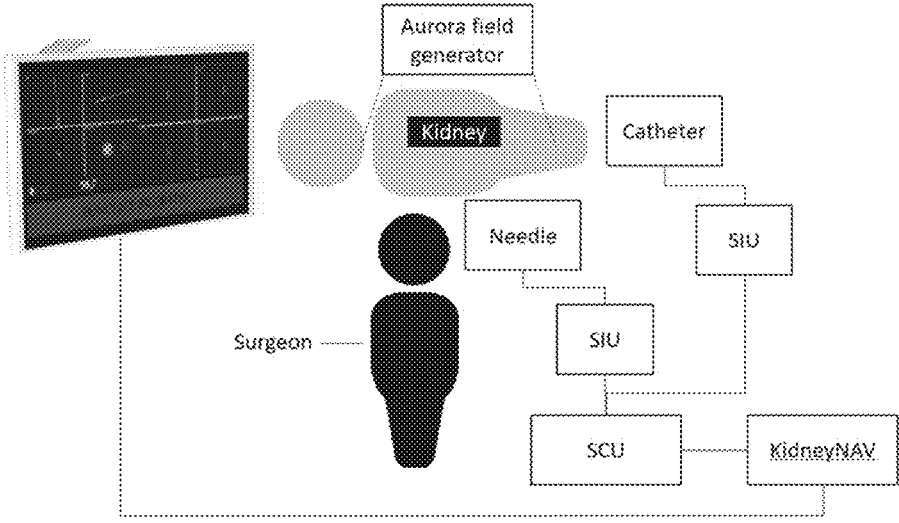 Aurora field
generator
Kidney
Catheter
Needle
SIU
Surgeon
SIU
SCU
KidneyNAV